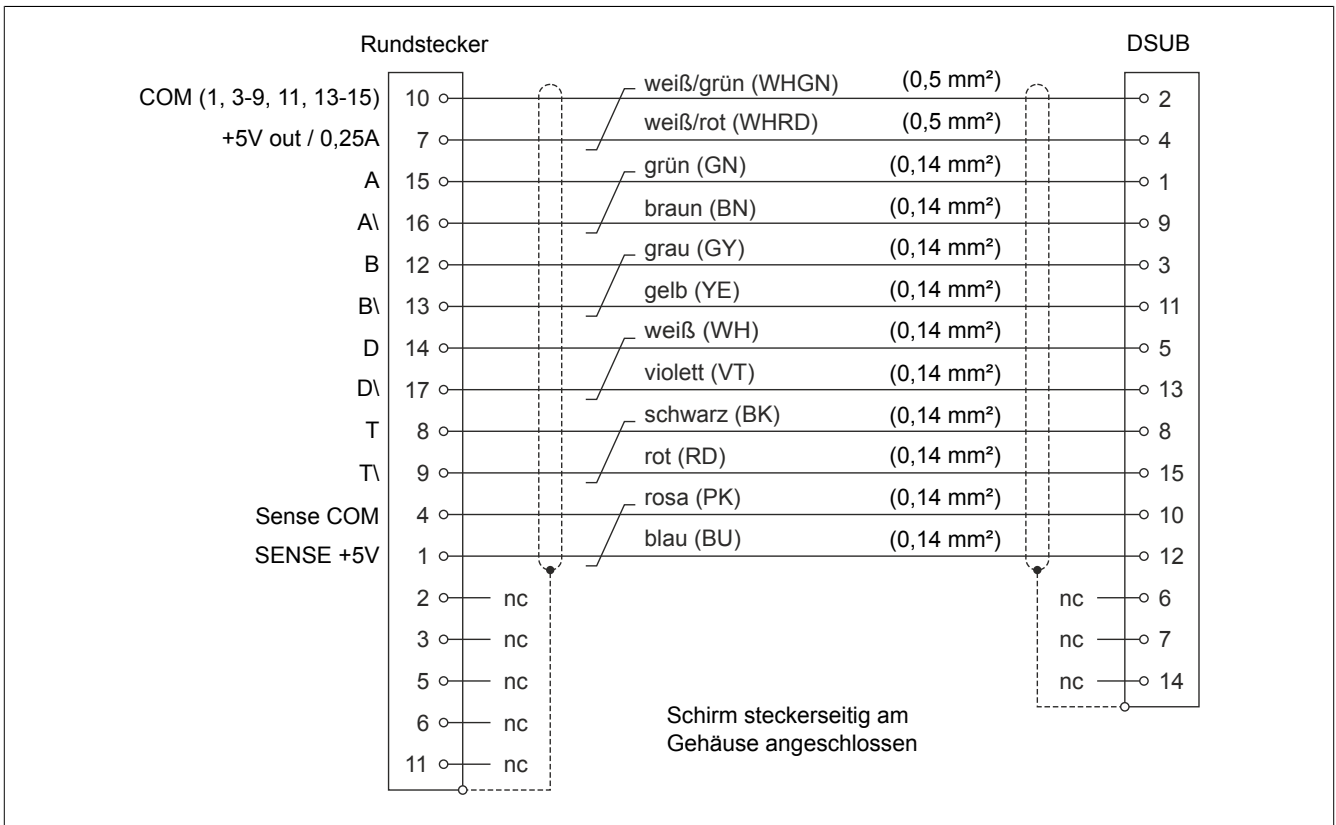 Rundstecker DSUB
COM (1, 3-9, 11, 13-15) 10 weiß/grün (WHGN) (0,5 mm²) 2
+5V out / 0,25A 7 weiß/rot (WHRD) (0,5 mm²) 4
A 15 grün (GN) (0,14 mm²) 1
A\ 16 braun (BN) (0,14 mm²) 9
B 12 grau (GY) (0,14 mm²) 3
B\ 13 gelb (YE) (0,14 mm²) 11
D 14 weiß (WH) (0,14 mm²) 5
D\ 17 violett (VT) (0,14 mm²) 13
T 8 schwarz (BK) (0,14 mm²) 8
T\ 9 rot (RD) (0,14 mm²) 15
Sense COM 4 rosa (PK) (0,14 mm²) 10
SENSE +5V 1 blau (BU) (0,14 mm²) 12
2 nc nc 6
3 nc nc 7
5 nc nc 14
6 nc
11 nc
Schirm steckerseitig am
Gehäuse angeschlossen